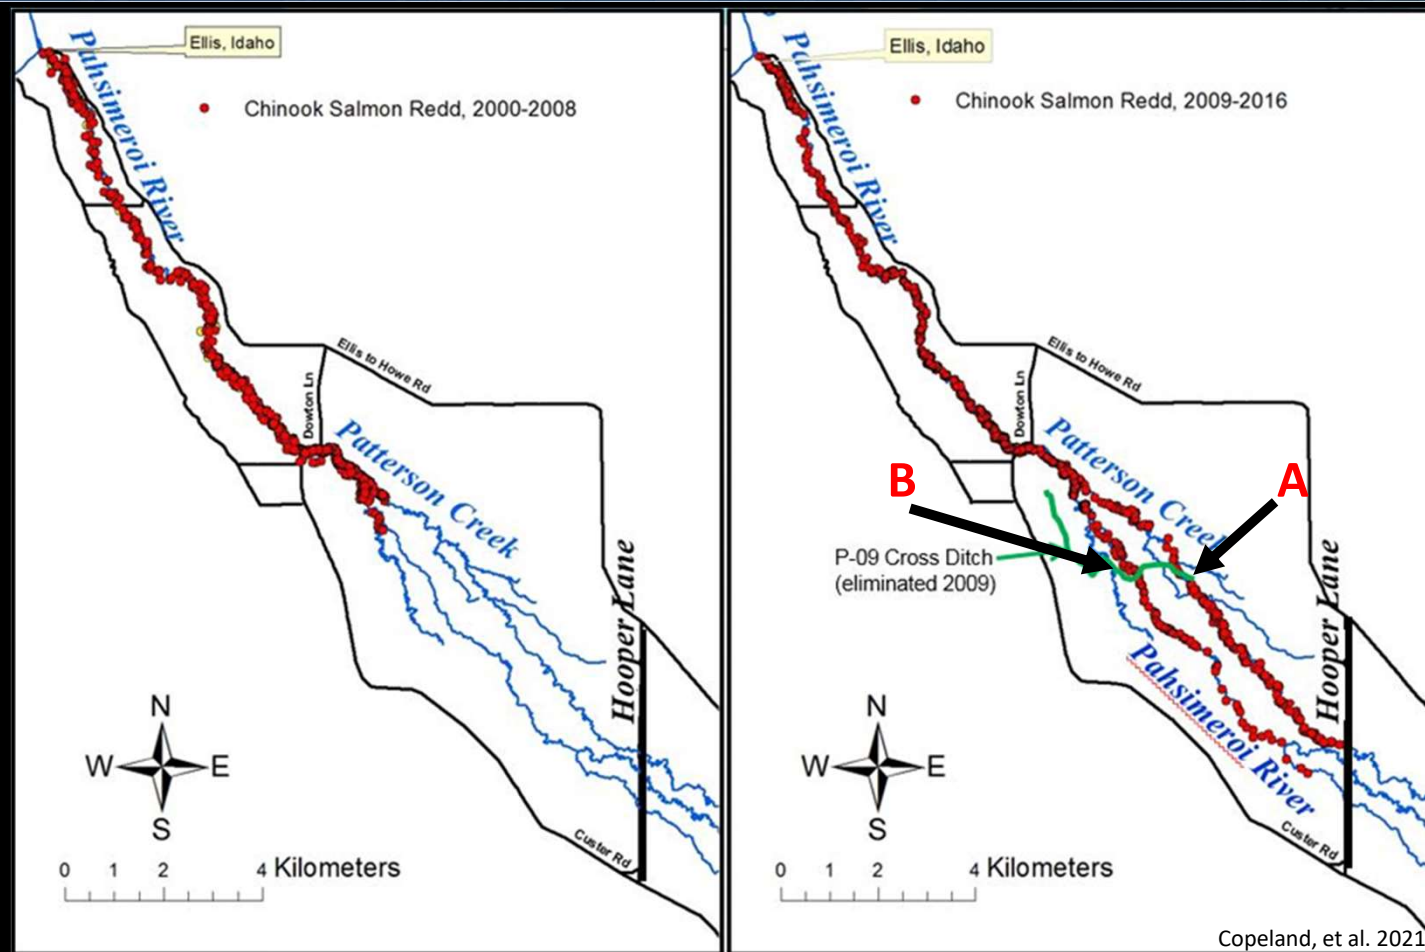 Ellis, Idaho
Pahsimeroi River
Chinook Salmon Redd, 2000-2008
Ellis to Howe Rd
Dowton Ln
Patterson Creek
Hooper Lane
N
W E
S
Custer Rd
0 1 2 4 Kilometers
Ellis, Idaho
Pahsimeroi River
Chinook Salmon Redd, 2009-2016
Ellis to Howe Rd
Dowton Ln
Patterson Creek
B
A
P-09 Cross Ditch
(eliminated 2009)
Hooper Lane
Pahsimeroi River
N
W E
S
Custer Rd
0 1 2 4 Kilometers
Copeland, et al. 2021